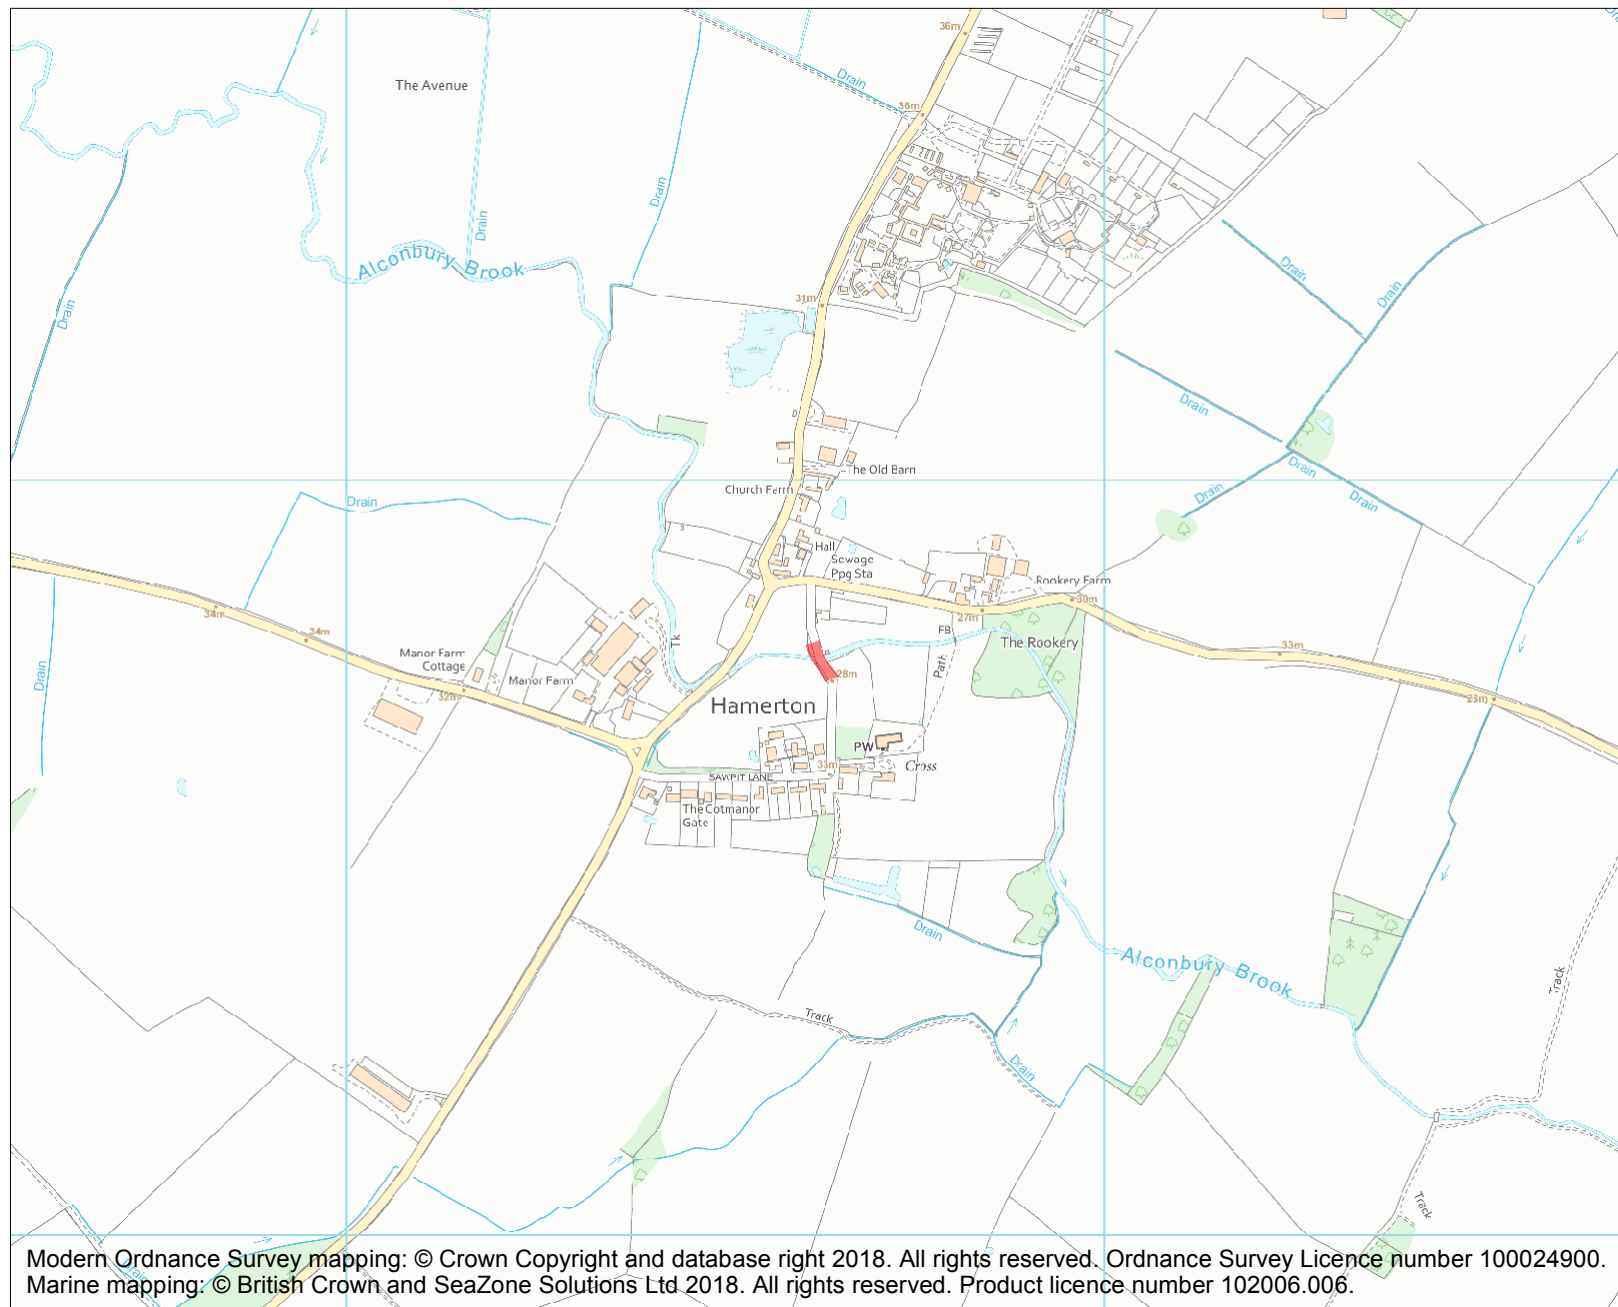 36m
The Avenue
Drain
36m
Drain
Drain
Alconbury Brook
Drain
Drain
Drain
31m
Drain
The Old Barn
Drain
Church Farm
Drain
Drain
Drain
Hall
Sewage
Ppg Sta
Rookery Farm
30m
34m
27m
34m
FB
The Rookery
33m
Tk
Manor Farm
Cottage
Path
Drain
Manor Farm
28m
32m
23m
Hamerton
PW
Cross
33m
SAWPIT LANE
The Cotmanor
Gate
Drain
Alconbury Brook
Track
Track
Drain
Track
Drain
Modern Ordnance Survey mapping: © Crown Copyright and database right 2018. All rights reserved. Ordnance Survey Licence number 100024900.
Marine mapping: © British Crown and SeaZone Solutions Ltd 2018. All rights reserved. Product licence number 102006.006.